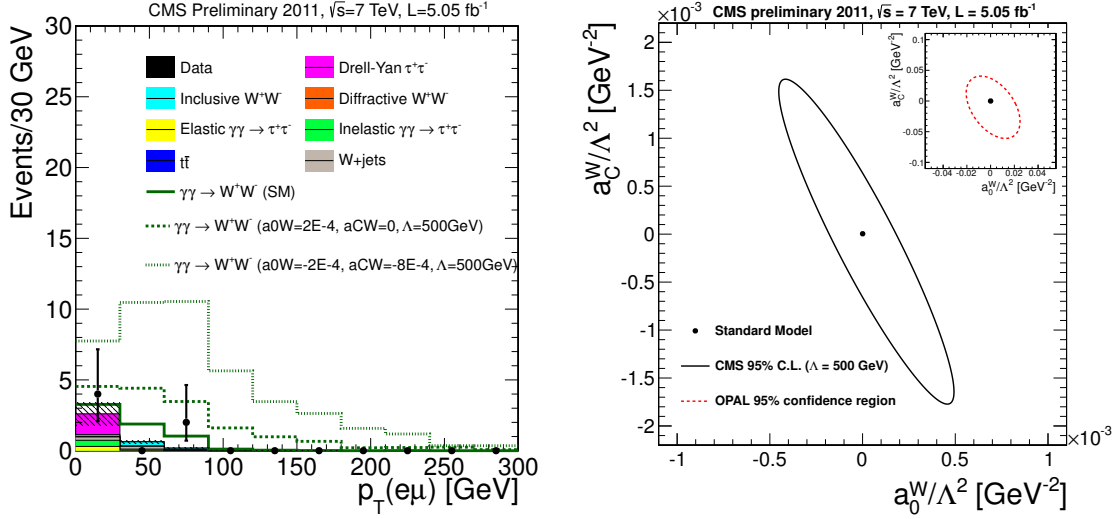 CMS Preliminary 2011, √s=7 TeV, L=5.05 fb⁻¹
Events/30 GeV
30
25
20
15
10
5
0
Data
Drell-Yan τ⁺τ⁻
Inclusive W⁺W⁻
Diffractive W⁺W⁻
Elastic γγ → τ⁺τ⁻
Inelastic γγ → τ⁺τ⁻
tt̄
W+jets
γγ → W⁺W⁻ (SM)
γγ → W⁺W⁻ (a0W=2E-4, aCW=0, Λ=500GeV)
γγ → W⁺W⁻ (a0W=-2E-4, aCW=-8E-4, Λ=500GeV)
0 50 100 150 200 250 300
p_T(eμ) [GeV]
CMS preliminary 2011, √s = 7 TeV, L = 5.05 fb⁻¹
×10⁻³
a_C^W/Λ² [GeV⁻²]
2
1.5
1
0.5
0
-0.5
-1
-1.5
-2
a_C^W/Λ² [GeV⁻²]
0.1
0.05
0
-0.05
-0.1
-0.04 -0.02 0 0.02 0.04
a_0^W/Λ² [GeV⁻²]
Standard Model
CMS 95% C.L. (Λ = 500 GeV)
OPAL 95% confidence region
×10⁻³
-1 -0.5 0 0.5 1
a_0^W/Λ² [GeV⁻²]